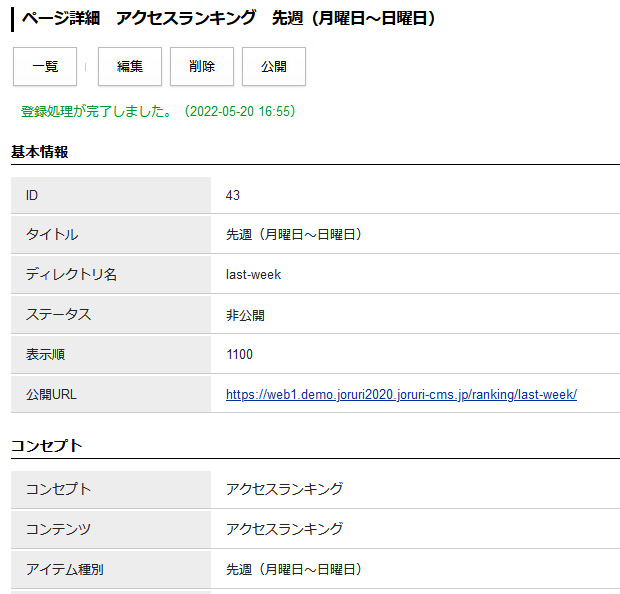 ページ詳細　アクセスランキング　先週（月曜日～日曜日）
一覧 | 編集 削除 公開
登録処理が完了しました。（2022-05-20 16:55）
基本情報
ID 43
タイトル 先週（月曜日～日曜日）
ディレクトリ名 last-week
ステータス 非公開
表示順 1100
公開URL https://web1.demo.joruri2020.joruri-cms.jp/ranking/last-week/
コンセプト
コンセプト アクセスランキング
コンテンツ アクセスランキング
アイテム種別 先週（月曜日～日曜日）